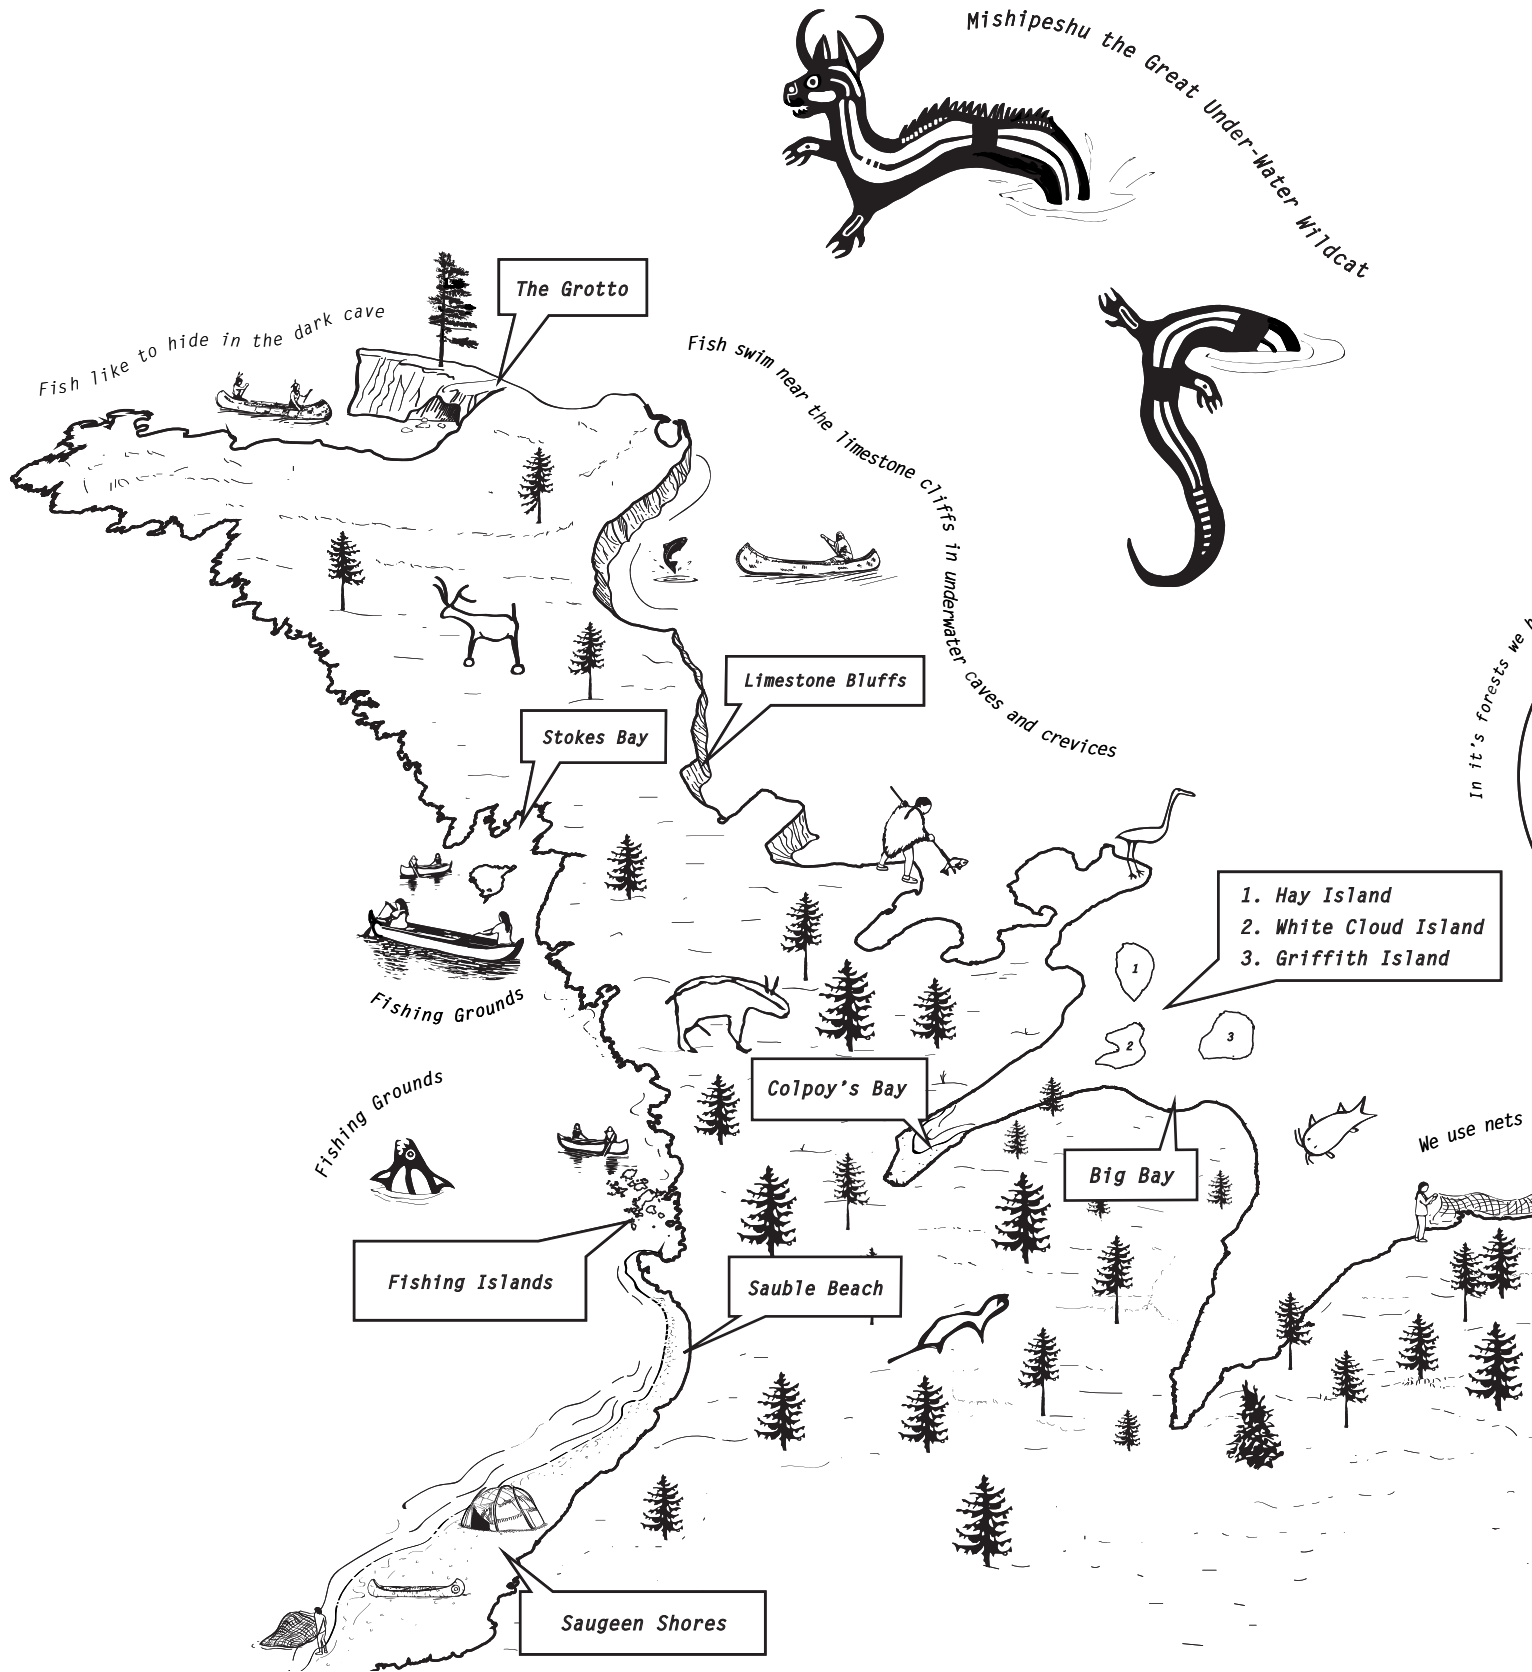 Mishipeshu the Great Under-Water Wildcat
The Grotto
Fish like to hide in the dark cave
Fish swim near the limestone cliffs in underwater caves and crevices
In it's forests we
Limestone Bluffs
Stokes Bay
1. Hay Island
2. White Cloud Island
3. Griffith Island
1
2
3
Fishing Grounds
Colpoy's Bay
Fishing Grounds
We use nets
Big Bay
Fishing Islands
Sauble Beach
Saugeen Shores